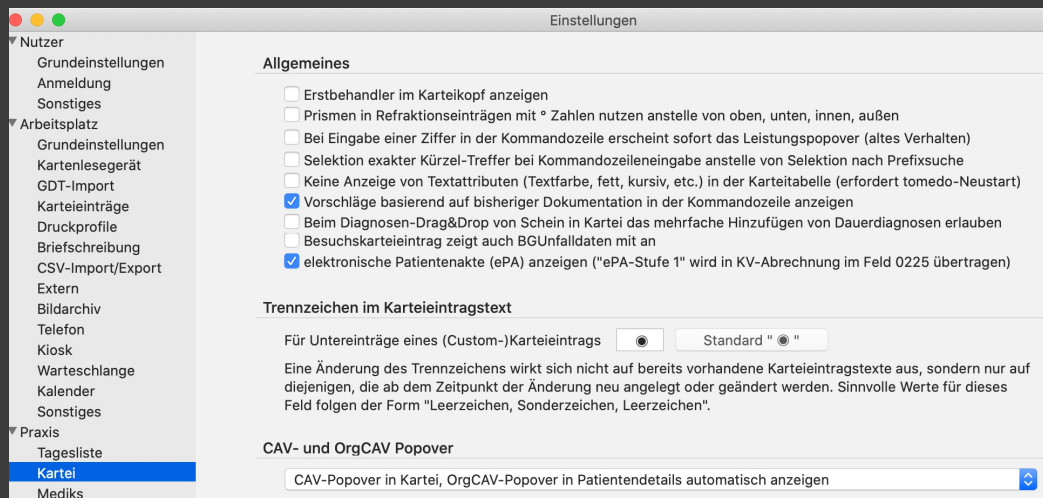 Einstellungen
Nutzer
Grundeinstellungen
Anmeldung
Sonstiges
Arbeitsplatz
Grundeinstellungen
Kartenlesegerät
GDT-Import
Karteieinträge
Druckprofile
Briefschreibung
CSV-Import/Export
Extern
Bildarchiv
Telefon
Kiosk
Warteschlange
Kalender
Sonstiges
Praxis
Tagesliste
Kartei
Mediks
Allgemeines
Erstbehandler im Karteikopf anzeigen
Prismen in Refraktionseinträgen mit ° Zahlen nutzen anstelle von oben, unten, innen, außen
Bei Eingabe einer Ziffer in der Kommandozeile erscheint sofort das Leistungspopover (altes Verhalten)
Selektion exakter Kürzel-Treffer bei Kommandozeileneingabe anstelle von Selektion nach Prefixsuche
Keine Anzeige von Textattributen (Textfarbe, fett, kursiv, etc.) in der Karteitabelle (erfordert tomedo-Neustart)
Vorschläge basierend auf bisheriger Dokumentation in der Kommandozeile anzeigen
Beim Diagnosen-Drag&Drop von Schein in Kartei das mehrfache Hinzufügen von Dauerdiagnosen erlauben
Besuchskarteieintrag zeigt auch BGUnfalldaten mit an
elektronische Patientenakte (ePA) anzeigen ("ePA-Stufe 1" wird in KV-Abrechnung im Feld 0225 übertragen)
Trennzeichen im Karteieintragstext
Für Untereinträge eines (Custom-)Karteieintrags ◉ Standard " ◉ "
Eine Änderung des Trennzeichens wirkt sich nicht auf bereits vorhandene Karteieintragstexte aus, sondern nur auf
diejenigen, die ab dem Zeitpunkt der Änderung neu angelegt oder geändert werden. Sinnvolle Werte für dieses
Feld folgen der Form "Leerzeichen, Sonderzeichen, Leerzeichen".
CAV- und OrgCAV Popover
CAV-Popover in Kartei, OrgCAV-Popover in Patientendetails automatisch anzeigen